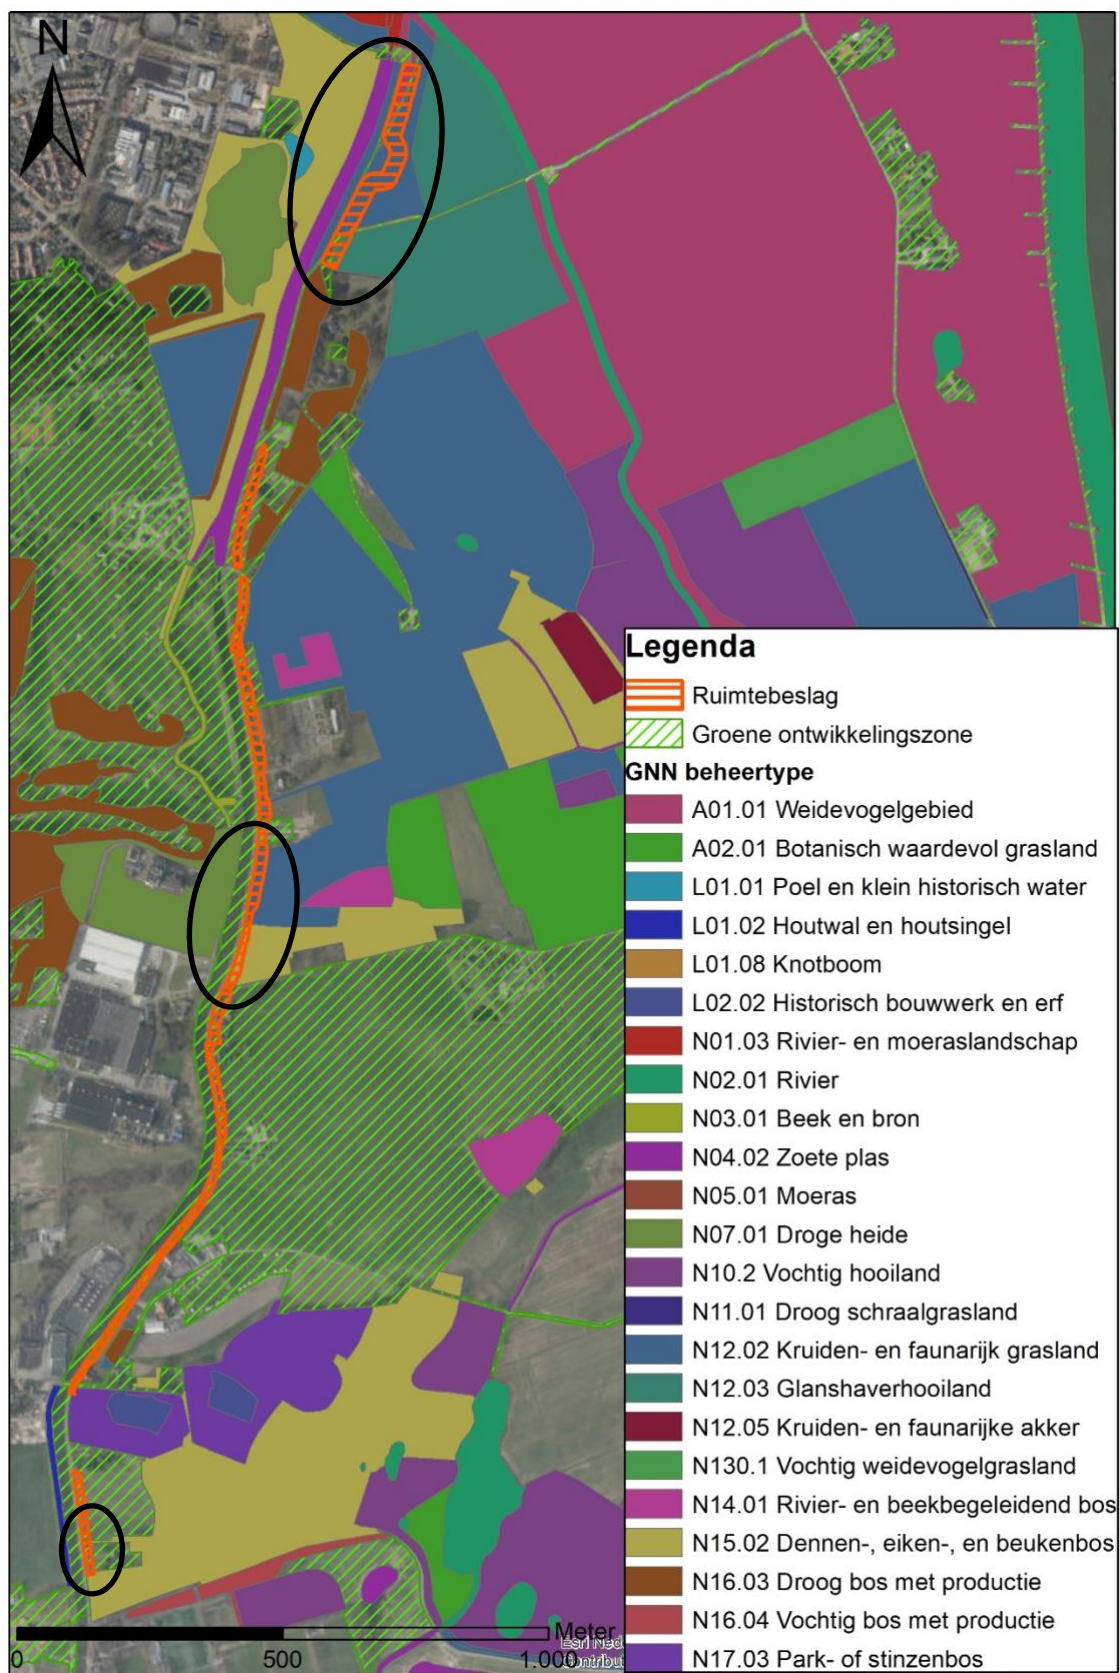 N
Legenda
Ruimtebeslag
Groene ontwikkelingszone
GNN beheertype
A01.01 Weidevogelgebied
A02.01 Botanisch waardevol grasland
L01.01 Poel en klein historisch water
L01.02 Houtwal en houtsingel
L01.08 Knotboom
L02.02 Historisch bouwwerk en erf
N01.03 Rivier- en moeraslandschap
N02.01 Rivier
N03.01 Beek en bron
N04.02 Zoete plas
N05.01 Moeras
N07.01 Droge heide
N10.2 Vochtig hooiland
N11.01 Droog schraalgrasland
N12.02 Kruiden- en faunarijk grasland
N12.03 Glanshaverhooiland
N12.05 Kruiden- en faunarijke akker
N130.1 Vochtig weidevogelgrasland
N14.01 Rivier- en beekbegeleidend bos
N15.02 Dennen-, eiken-, en beukenbos
N16.03 Droog bos met productie
N16.04 Vochtig bos met productie
N17.03 Park- of stinzenbos
Meter
0 500 1.000